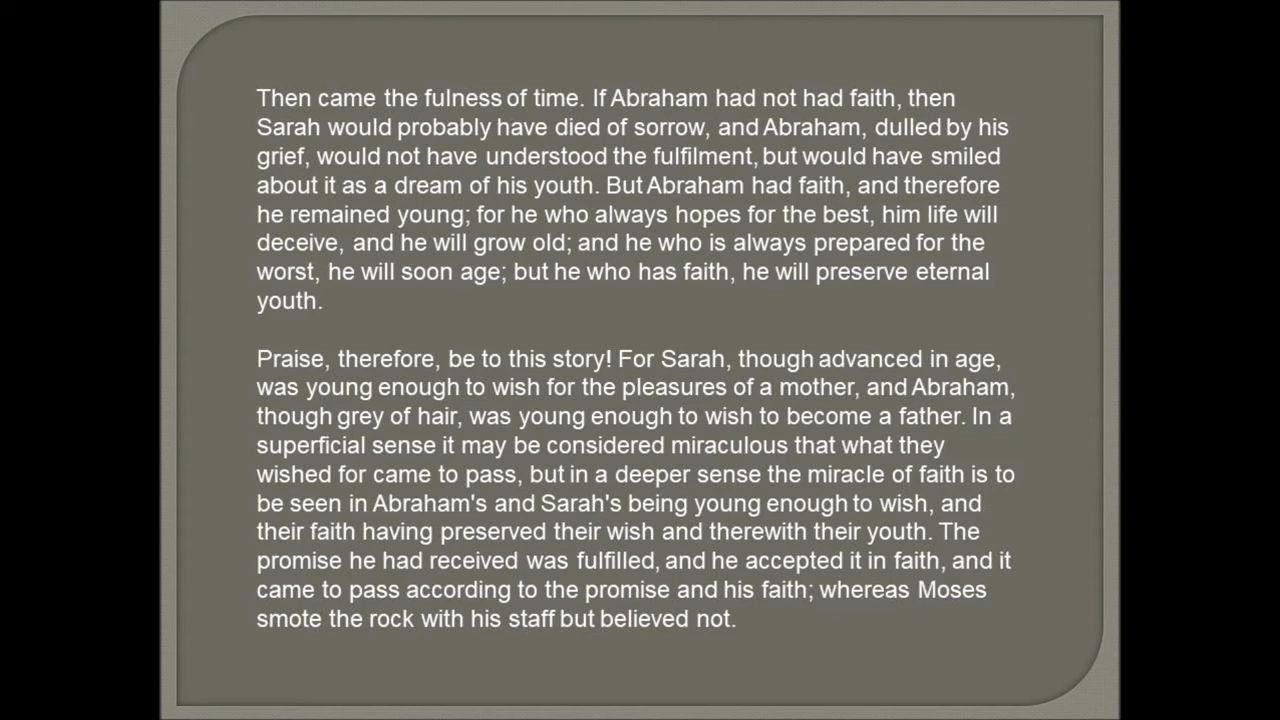 Then came the fulness of time. If Abraham had not had faith, then
Sarah would probably have died of sorrow, and Abraham, dulled by his
grief, would not have understood the fulfilment, but would have smiled
about it as a dream of his youth. But Abraham had faith, and therefore
he remained young; for he who always hopes for the best, him life will
deceive, and he will grow old; and he who is always prepared for the
worst, he will soon age; but he who has faith, he will preserve eternal
youth.
Praise, therefore, be to this story! For Sarah, though advanced in age,
was young enough to wish for the pleasures of a mother, and Abraham,
though grey of hair, was young enough to wish to become a father. In a
superficial sense it may be considered miraculous that what they
wished for came to pass, but in a deeper sense the miracle of faith is to
be seen in Abraham's and Sarah's being young enough to wish, and
their faith having preserved their wish and therewith their youth. The
promise he had received was fulfilled, and he accepted it in faith, and it
came to pass according to the promise and his faith; whereas Moses
smote the rock with his staff but believed not.